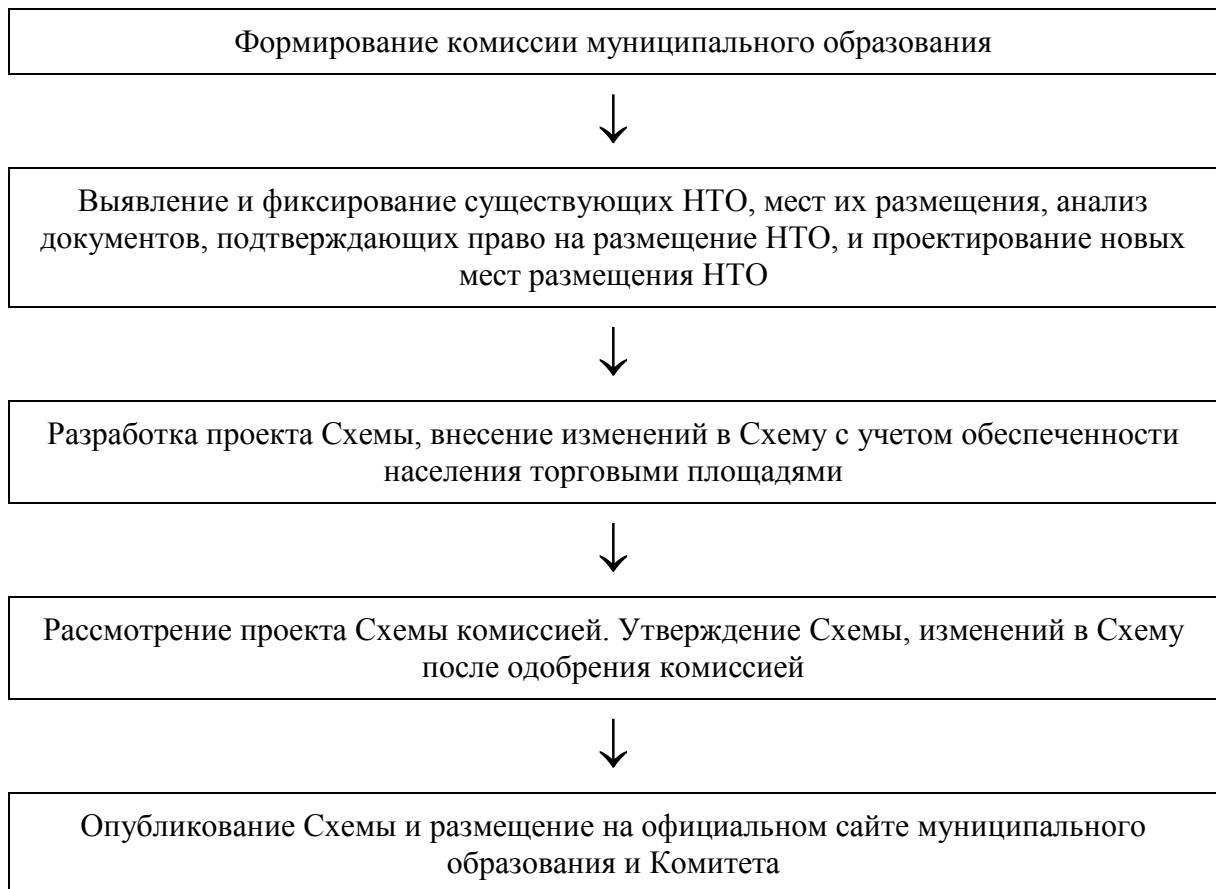 Формирование комиссии муниципального образования
Выявление и фиксирование существующих НТО, мест их размещения, анализ
документов, подтверждающих право на размещение НТО, и проектирование новых
мест размещения НТО
Разработка проекта Схемы, внесение изменений в Схему с учетом обеспеченности
населения торговыми площадями
Рассмотрение проекта Схемы комиссией. Утверждение Схемы, изменений в Схему
после одобрения комиссией
Опубликование Схемы и размещение на официальном сайте муниципального
образования и Комитета